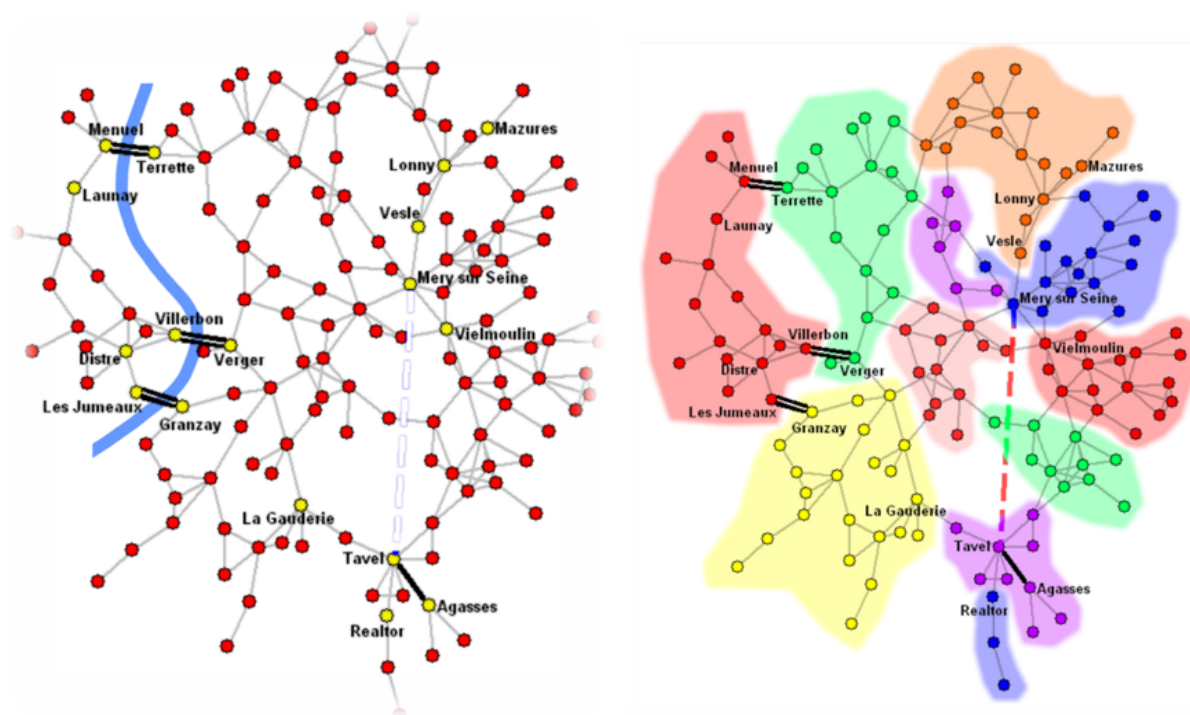 Menuel
Terrette
Launay
Mazures
Lonny
Vesle
Mery sur Seine
Villerbon
Vielmoulin
Distre
Verger
Les Jumeaux
Granzay
La Gauderie
Tavel
Agasses
Realtor
Menuel
Terrette
Launay
Mazures
Lonny
Vesle
Mery sur Seine
Villerbon
Vielmoulin
Distre
Verger
Les Jumeaux
Granzay
La Gauderie
Tavel
Agasses
Realtor